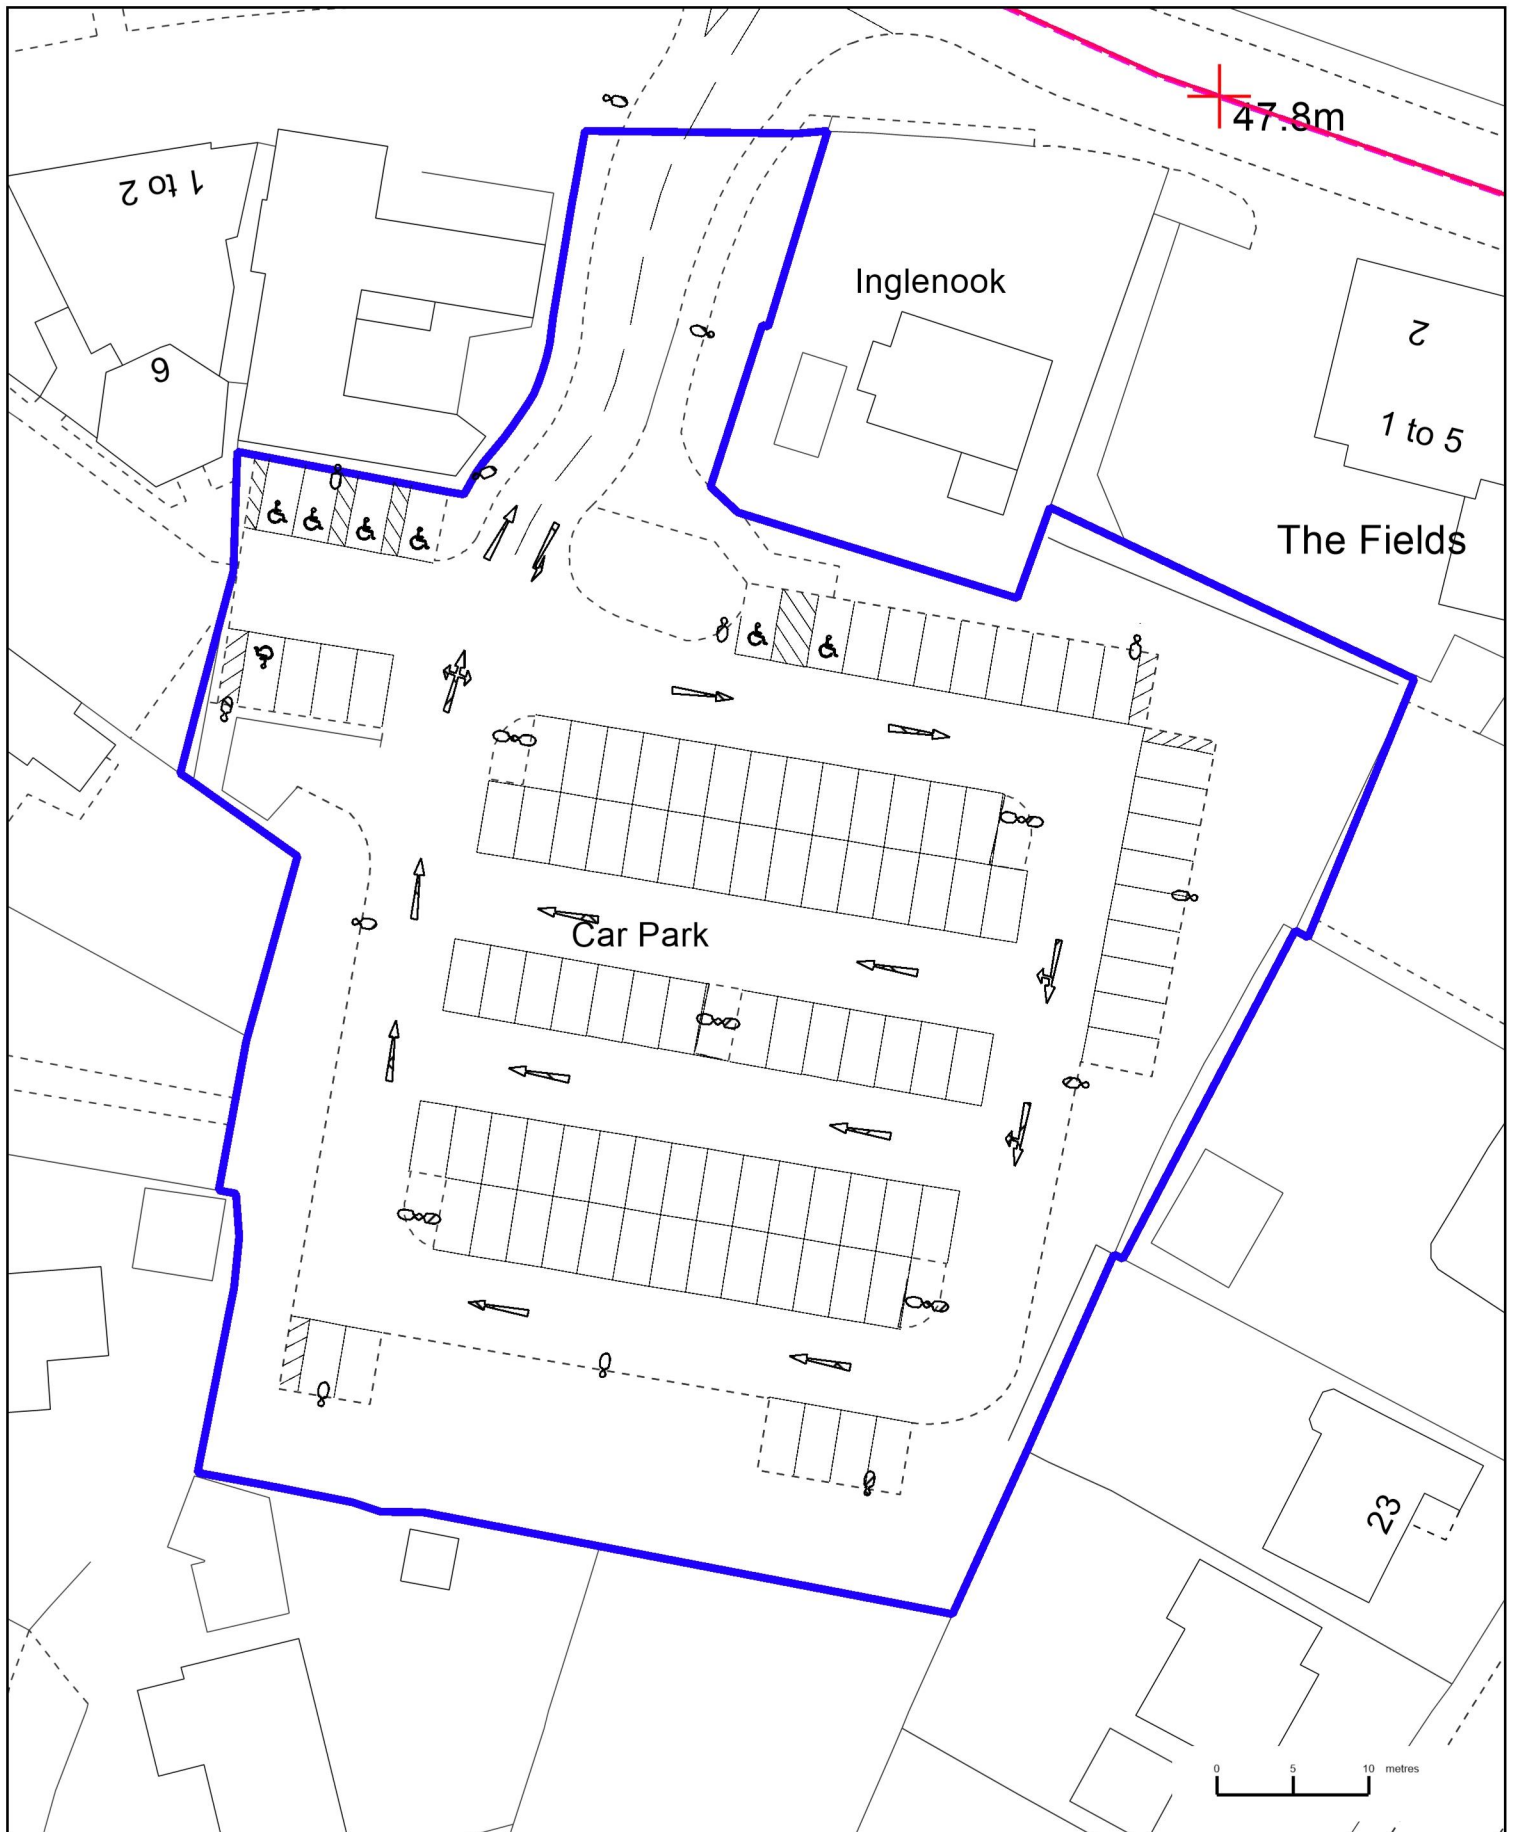 47.8m
1 to 2
Inglenook
2
6
1 to 5
The Fields
Car Park
23
0 5 10 metres